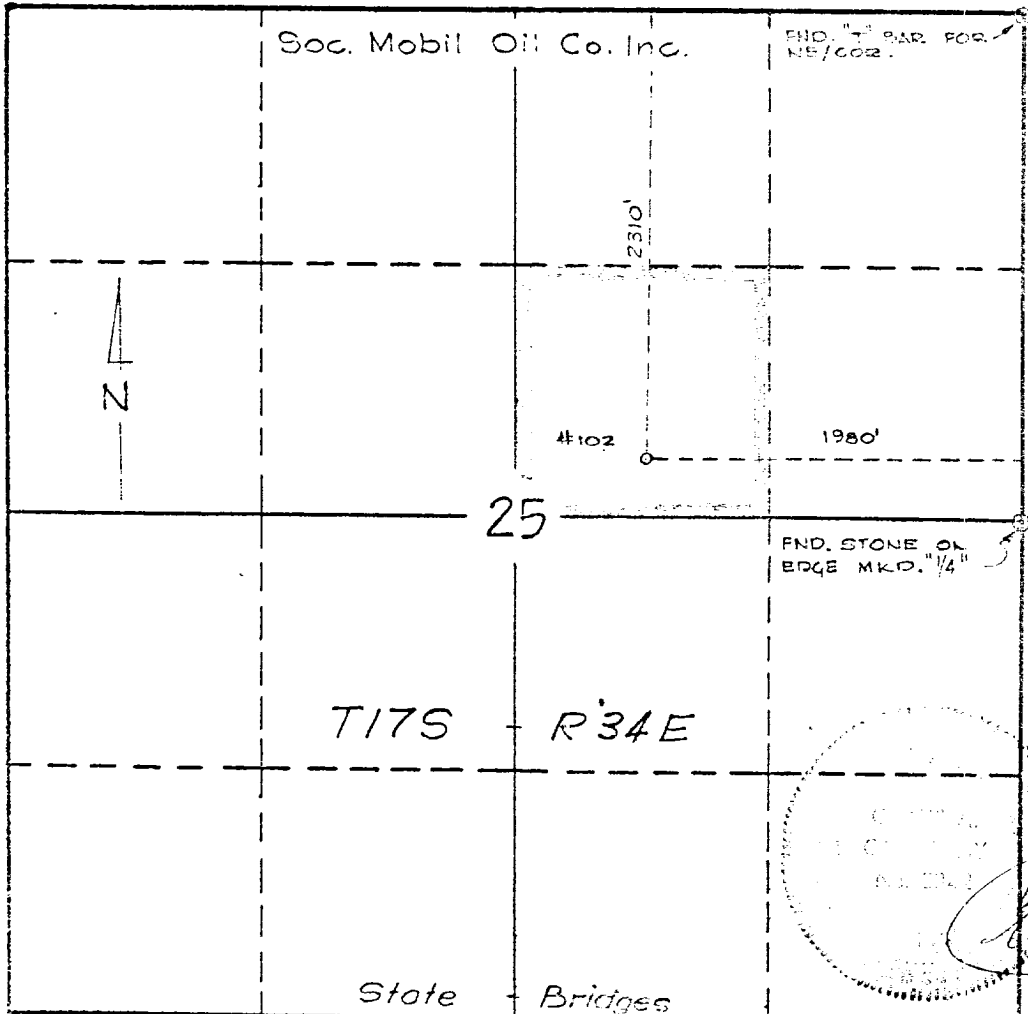 Soc. Mobil Oil Co. Inc.
FND. "T" BAR FOR
NE/COR.
2310'
N
#102
1980'
25
FND. STONE ON
EDGE MKD. "1/4"
T17S - R34E
State - Bridges